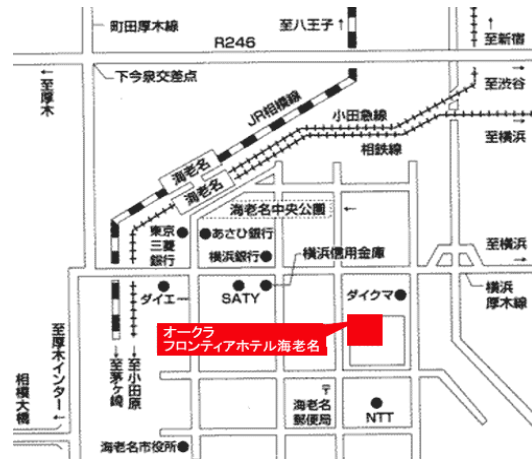 町田厚木線
至八王子↑
↑
至新宿
R246
←
至厚木
下今泉交差点
至渋谷
→
JR相模線
小田急線
相鉄線
→
至横浜
海老名
海老名
海老名中央公園
←
東京
三菱
銀行
あさひ銀行
横浜銀行
横浜信用金庫
至横浜
→
横浜
厚木線
ダイエー
SATY
ダイクマ
オークラ
フロンティアホテル海老名
至厚木インター
←
相模大橋
→
至茅ヶ崎
→
至小田原
〒
海老名
郵便局
NTT
海老名市役所